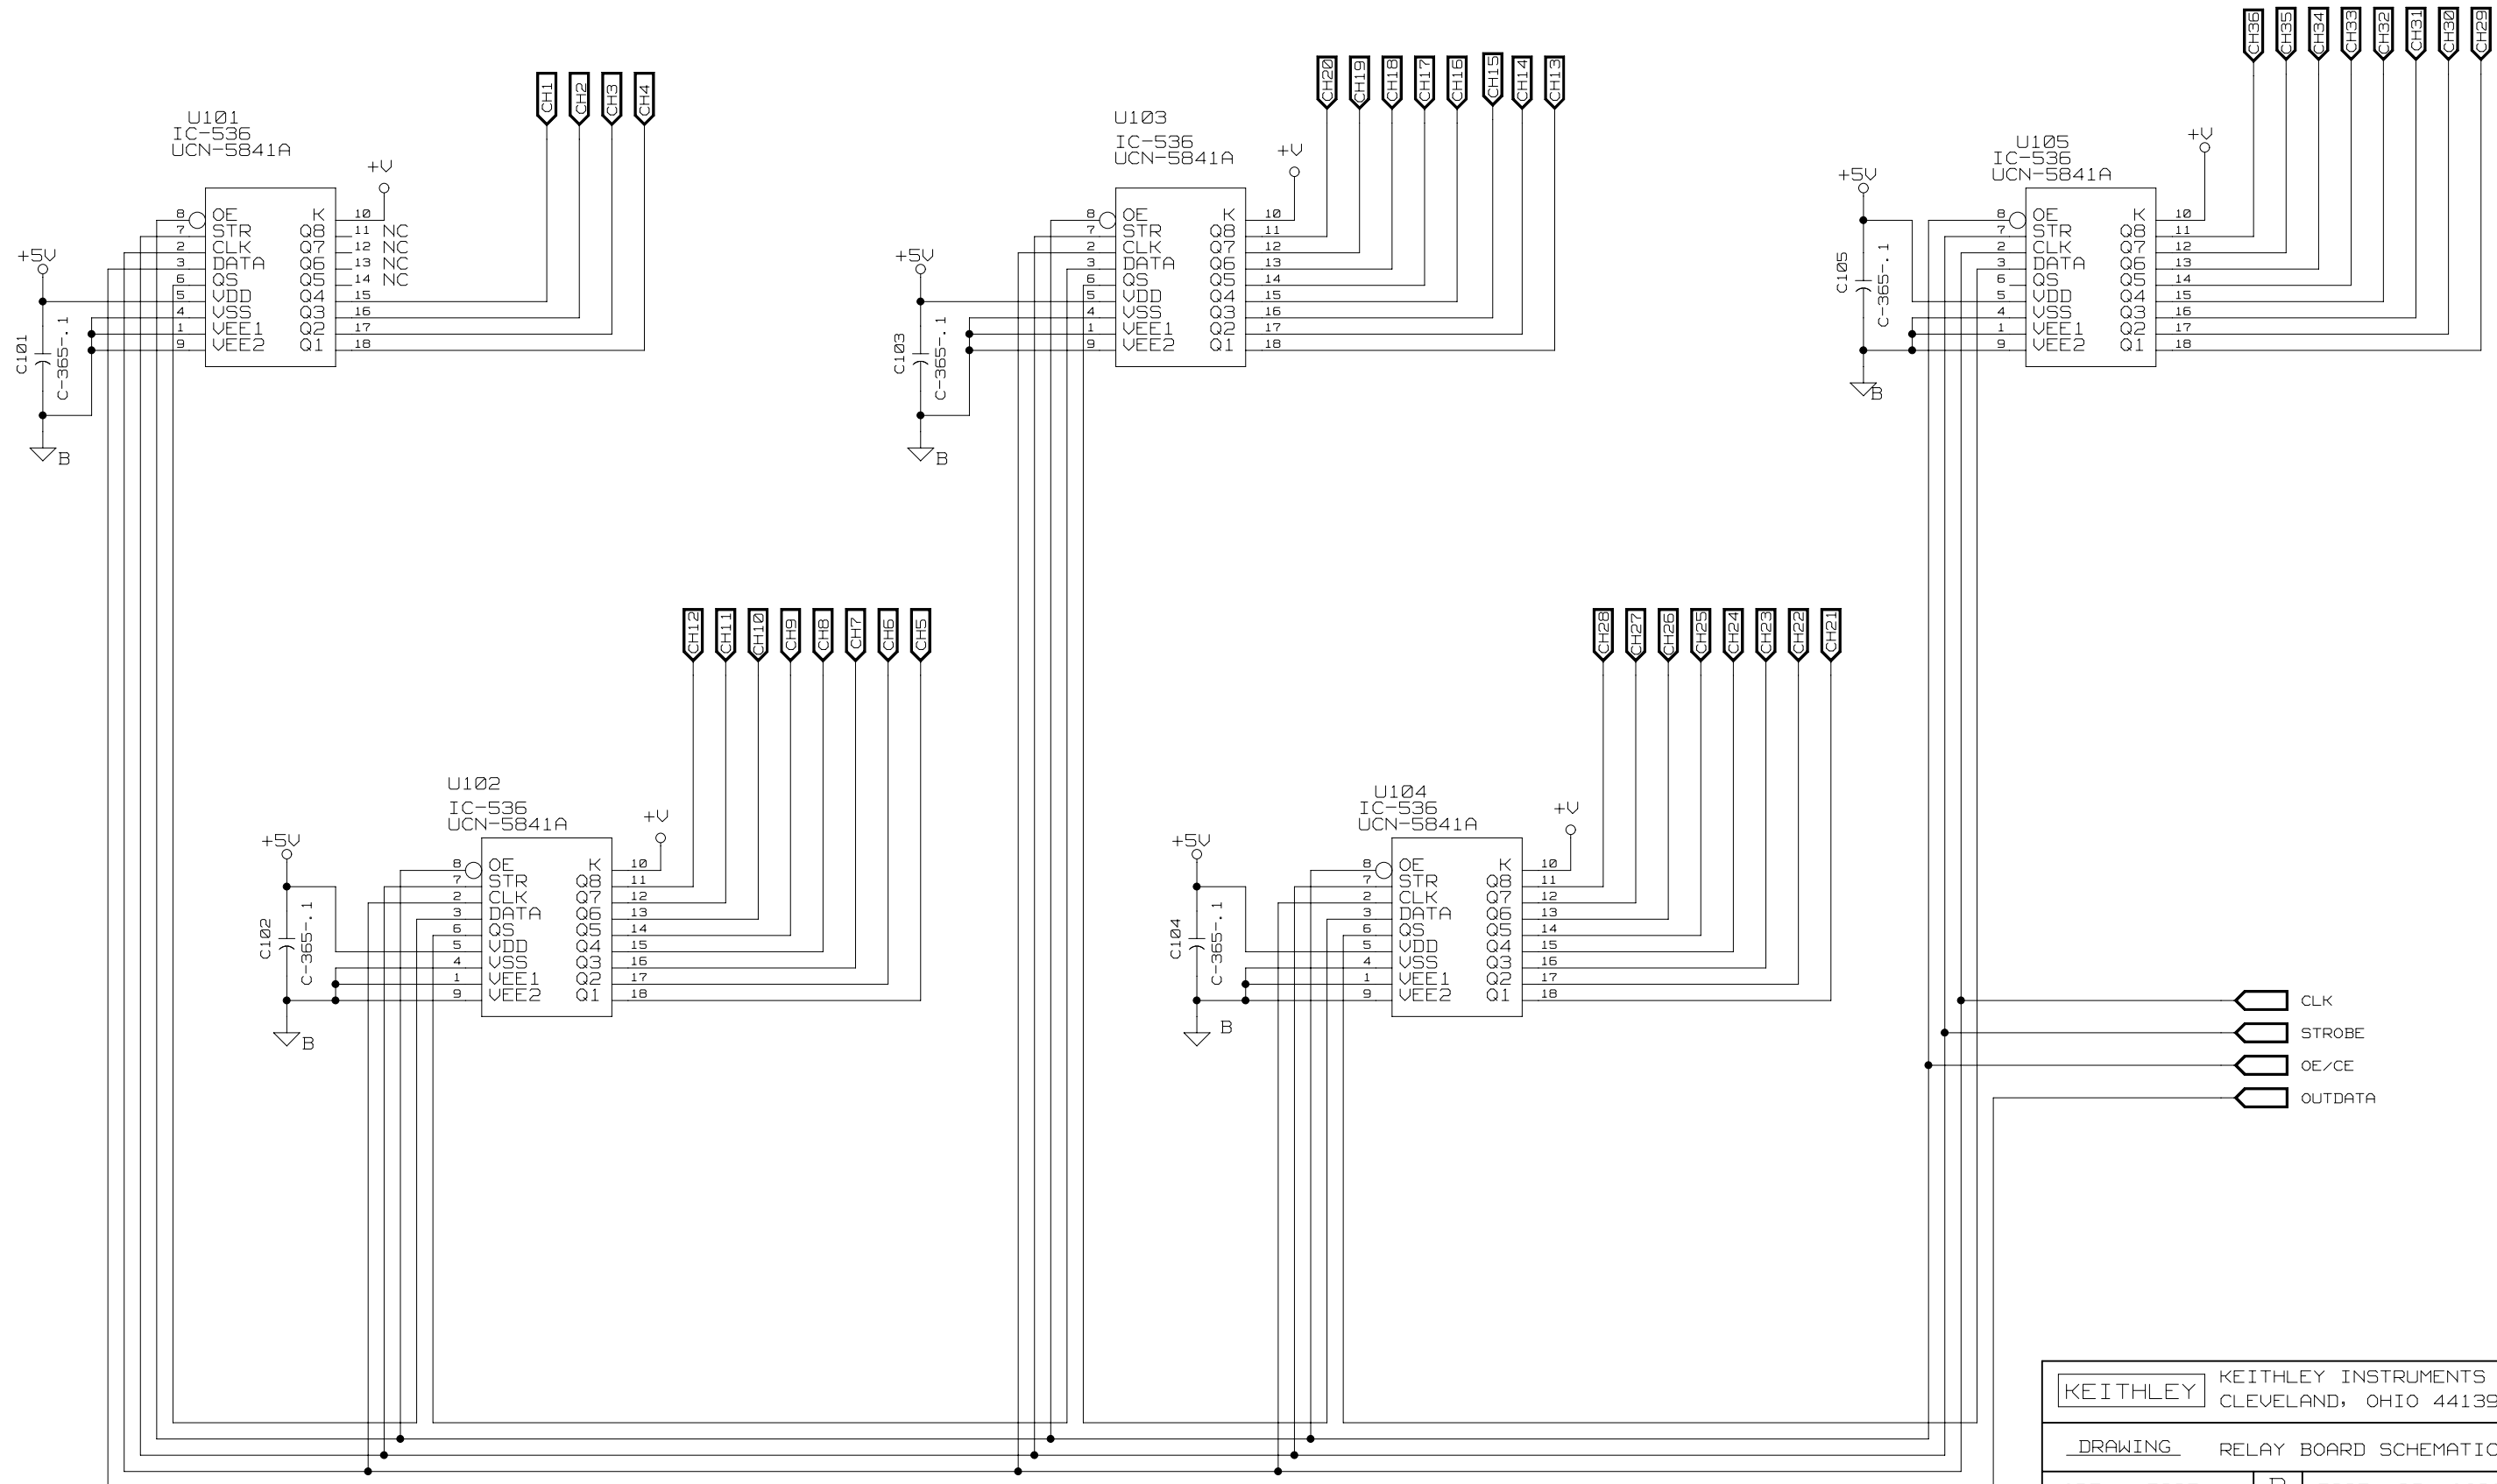 CH1
CH2
CH3
CH4
U101
IC-536
UCN-5841A
+V
8 OE K 10
7 STR Q8 11 NC
2 CLK Q7 12 NC
3 DATA Q6 13 NC
6 QS Q5 14 NC
5 VDD Q4 15
4 VSS Q3 16
1 VEE1 Q2 17
9 VEE2 Q1 18
+5V
C101
C-365-.1
B
CH20
CH19
CH18
CH17
CH16
CH15
CH14
CH13
U103
IC-536
UCN-5841A
+V
8 OE K 10
7 STR Q8 11
2 CLK Q7 12
3 DATA Q6 13
6 QS Q5 14
5 VDD Q4 15
4 VSS Q3 16
1 VEE1 Q2 17
9 VEE2 Q1 18
+5V
C103
C-365-.1
B
CH36
CH35
CH34
CH33
CH32
CH31
CH30
CH29
U105
IC-536
UCN-5841A
+V
8 OE K 10
7 STR Q8 11
2 CLK Q7 12
3 DATA Q6 13
6 QS Q5 14
5 VDD Q4 15
4 VSS Q3 16
1 VEE1 Q2 17
9 VEE2 Q1 18
+5V
C105
C-365-.1
B
CH12
CH11
CH10
CH9
CH8
CH7
CH6
CH5
U102
IC-536
UCN-5841A
+V
8 OE K 10
7 STR Q8 11
2 CLK Q7 12
3 DATA Q6 13
6 QS Q5 14
5 VDD Q4 15
4 VSS Q3 16
1 VEE1 Q2 17
9 VEE2 Q1 18
+5V
C102
C-365-.1
B
CH28
CH27
CH26
CH25
CH24
CH23
CH22
CH21
U104
IC-536
UCN-5841A
+V
8 OE K 10
7 STR Q8 11
2 CLK Q7 12
3 DATA Q6 13
6 QS Q5 14
5 VDD Q4 15
4 VSS Q3 16
1 VEE1 Q2 17
9 VEE2 Q1 18
+5V
C104
C-365-.1
B
CLK
STROBE
OE/CE
OUTDATA
KEITHLEY
KEITHLEY INSTRUMENTS
CLEVELAND, OHIO 44139
DRAWING RELAY BOARD SCHEMATIC